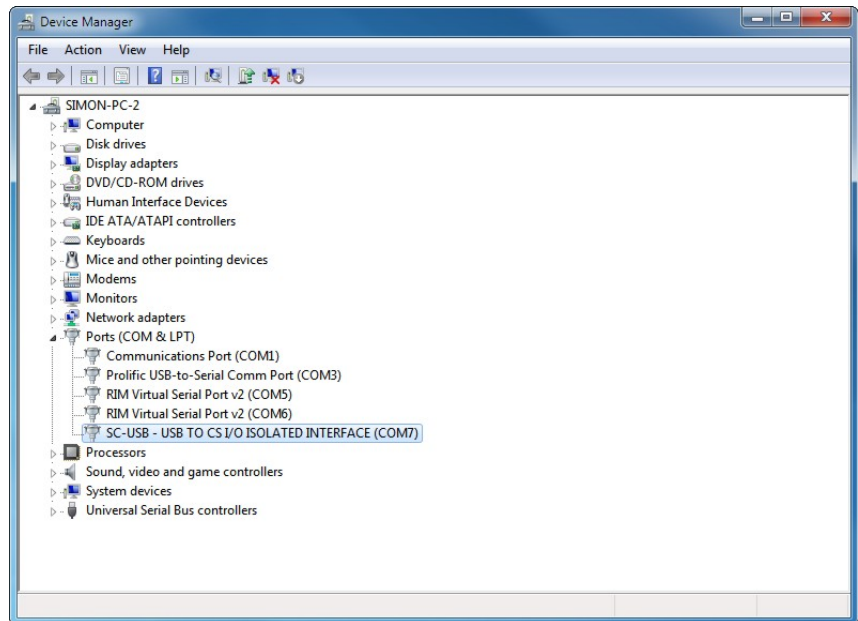 Device Manager
File Action View Help
SIMON-PC-2
Computer
Disk drives
Display adapters
DVD/CD-ROM drives
Human Interface Devices
IDE ATA/ATAPI controllers
Keyboards
Mice and other pointing devices
Modems
Monitors
Network adapters
Ports (COM & LPT)
Communications Port (COM1)
Prolific USB-to-Serial Comm Port (COM3)
RIM Virtual Serial Port v2 (COM5)
RIM Virtual Serial Port v2 (COM6)
SC-USB - USB TO CS I/O ISOLATED INTERFACE (COM7)
Processors
Sound, video and game controllers
System devices
Universal Serial Bus controllers